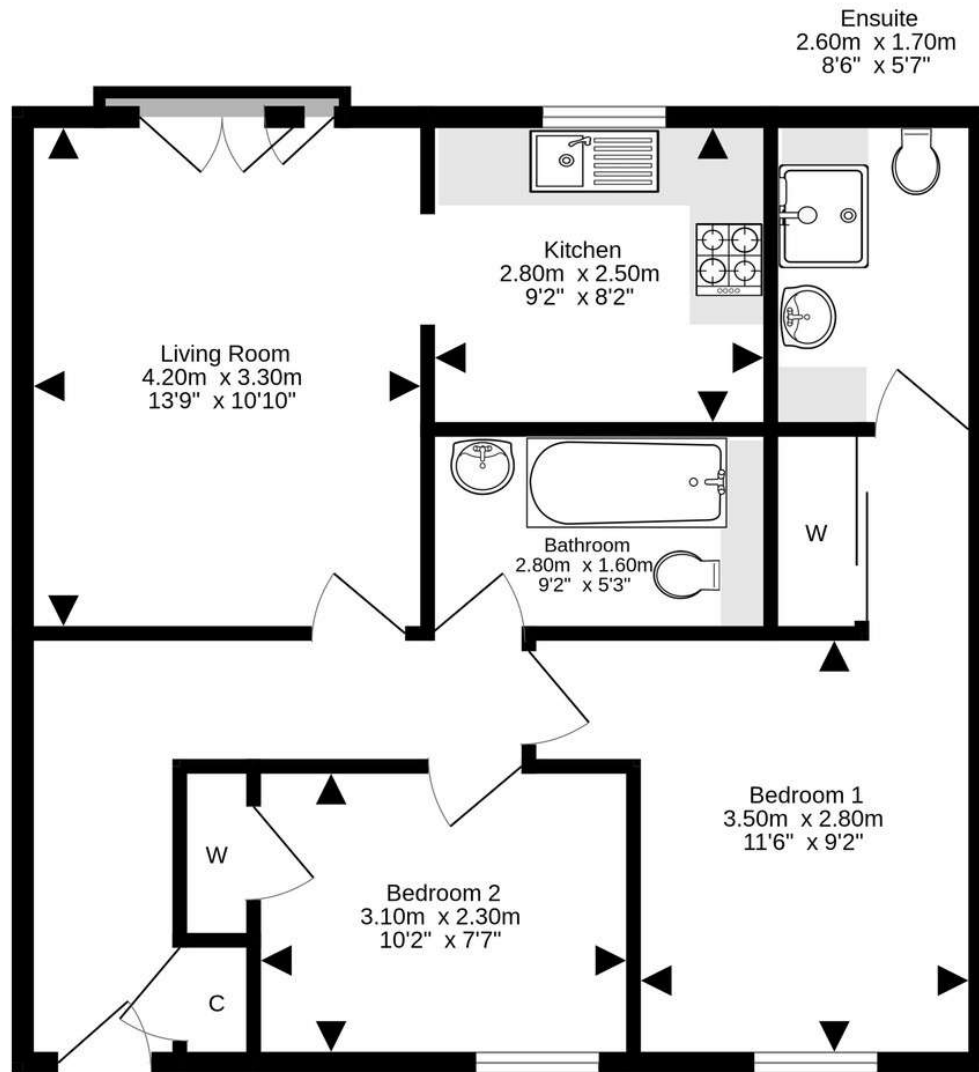 Ensuite
2.60m x 1.70m
8'6" x 5'7"
Kitchen
2.80m x 2.50m
9'2" x 8'2"
Living Room
4.20m x 3.30m
13'9" x 10'10"
W
Bathroom
2.80m x 1.60m
9'2" x 5'3"
Bedroom 1
3.50m x 2.80m
11'6" x 9'2"
W
Bedroom 2
3.10m x 2.30m
10'2" x 7'7"
C